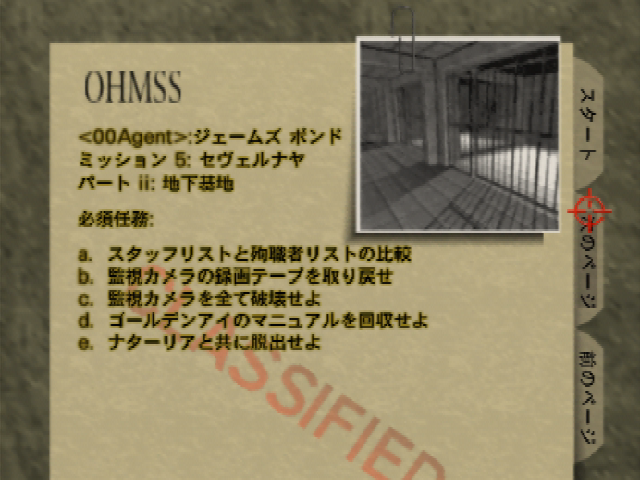 OHMSS
<00Agent>:ジェームズ ボンド
ミッション 5: セヴェルナヤ
パート ii: 地下基地
必須任務:
a. スタッフリストと殉職者リストの比較
b. 監視カメラの録画テープを取り戻せ
c. 監視カメラを全て破壊せよ
d. ゴールデンアイのマニュアルを回収せよ
e. ナターリアと共に脱出せよ
CLASSIFIED
スタート
次のページ
前のページ